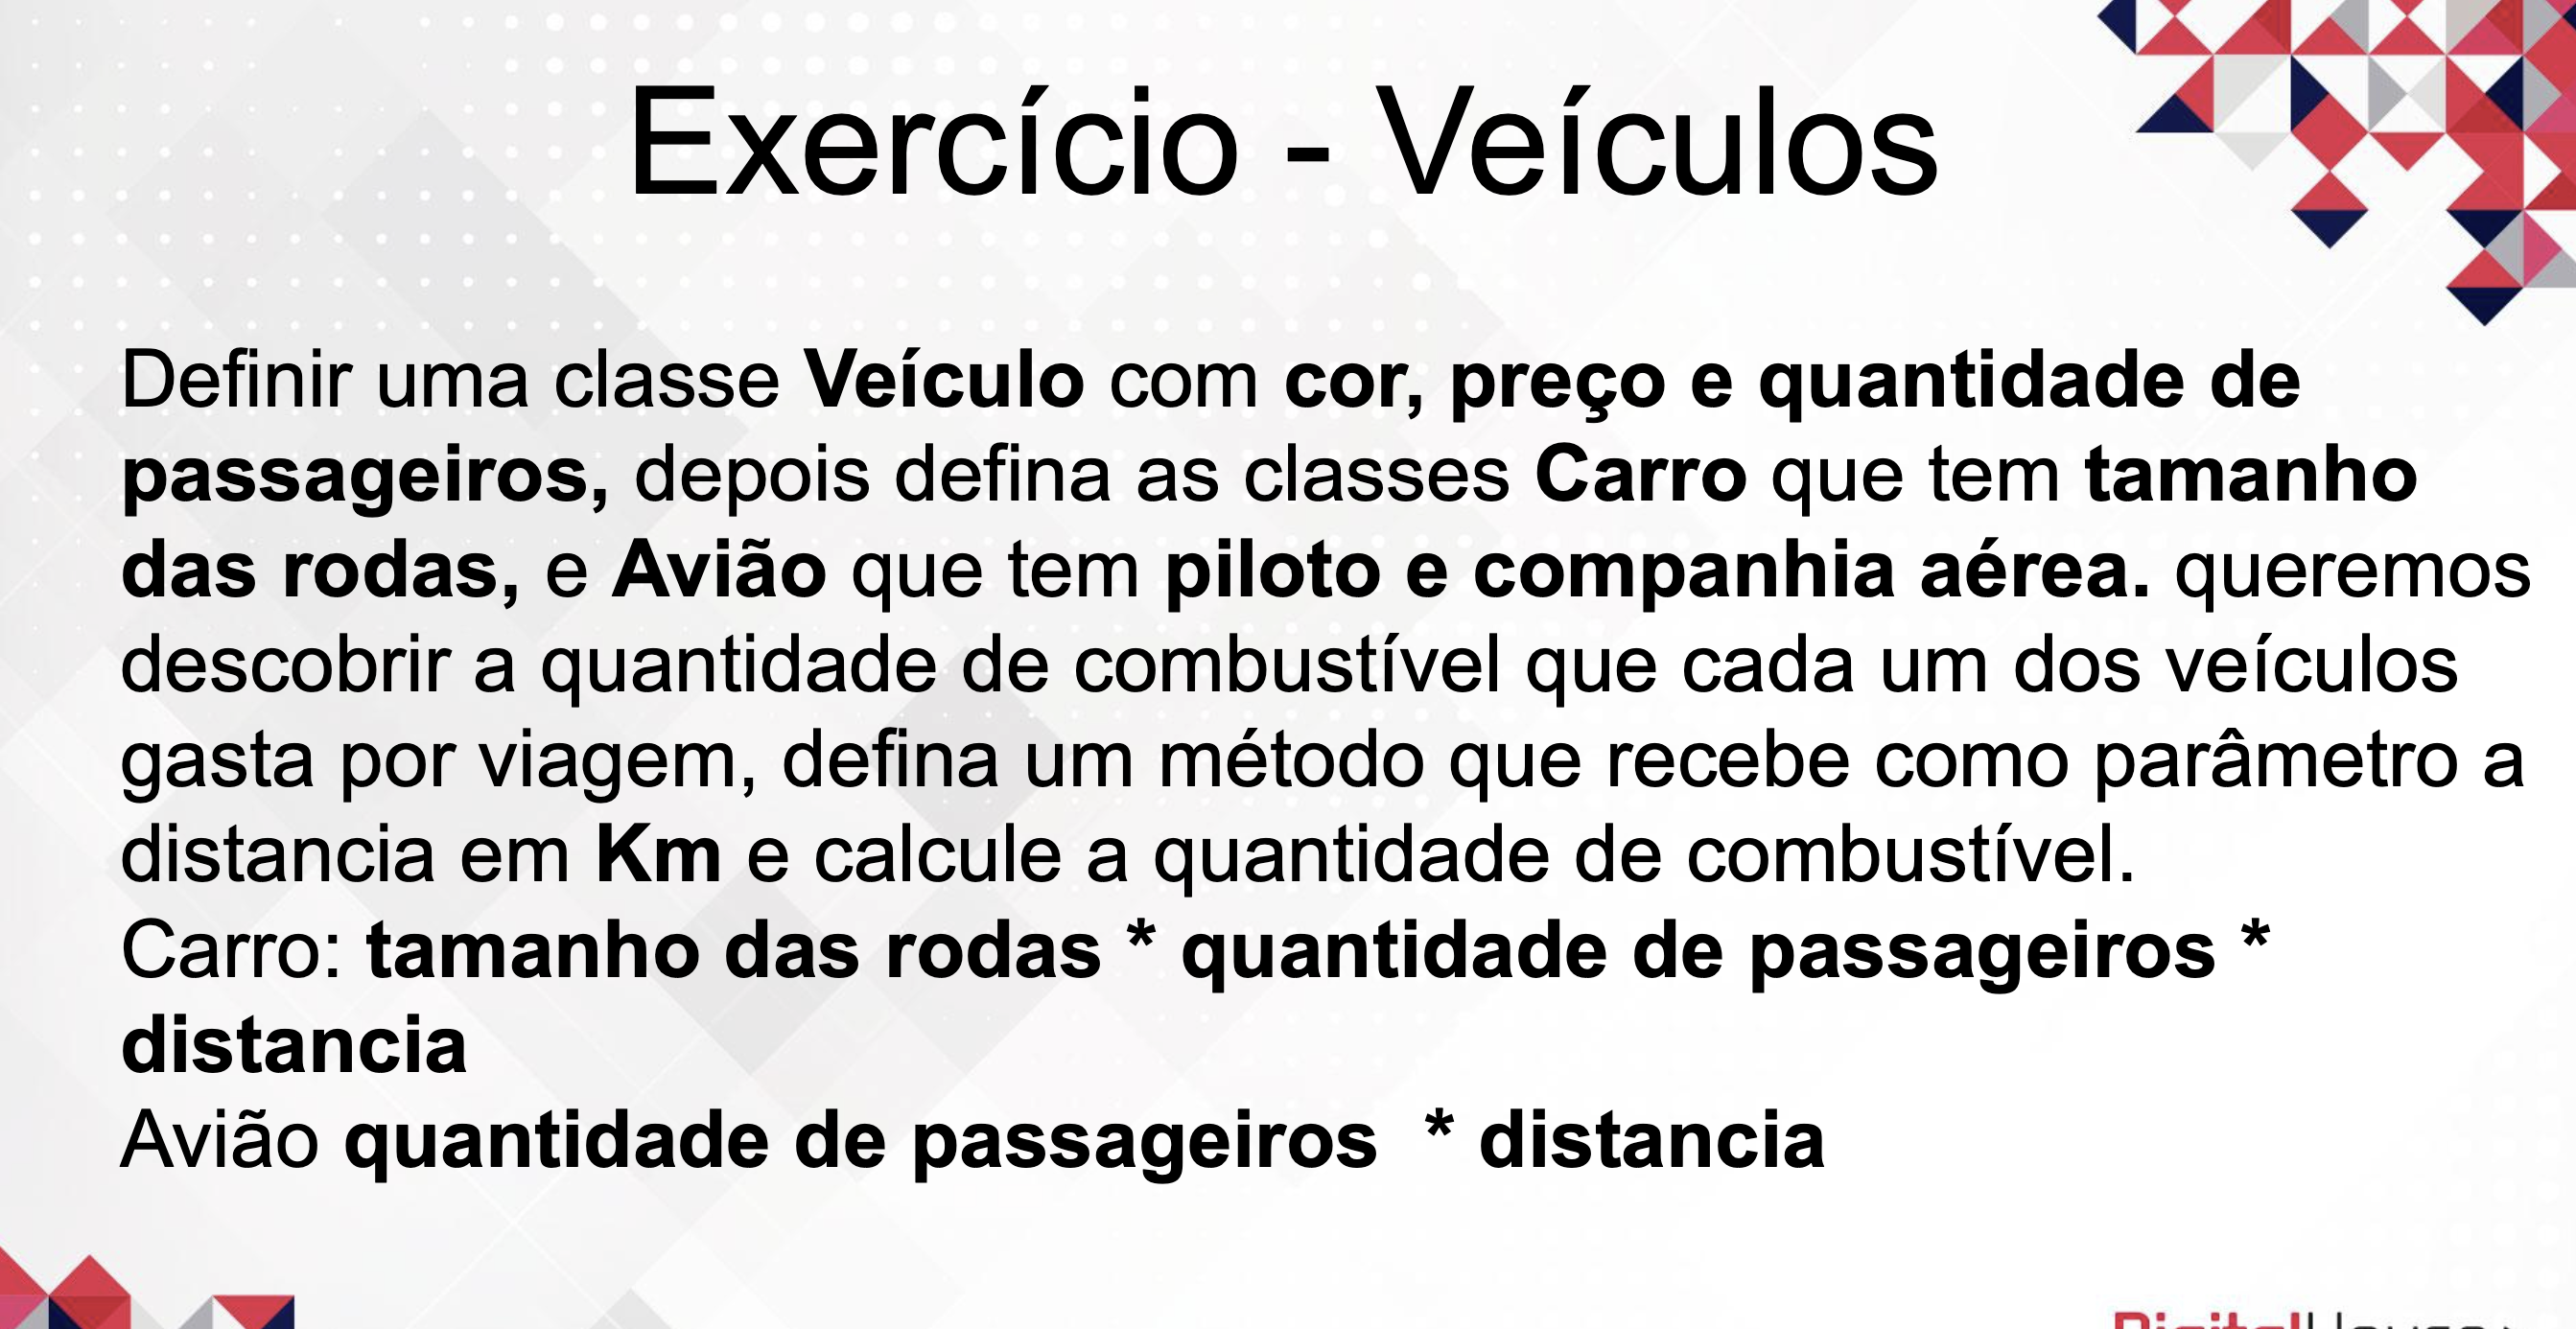 Exercício - Veículos
Definir uma classe Veículo com cor, preço e quantidade de
passageiros, depois defina as classes Carro que tem tamanho
das rodas, e Avião que tem piloto e companhia aérea. queremos
descobrir a quantidade de combustível que cada um dos veículos
gasta por viagem, defina um método que recebe como parâmetro a
distancia em Km e calcule a quantidade de combustível.
Carro: tamanho das rodas * quantidade de passageiros *
distancia
Avião quantidade de passageiros  * distancia